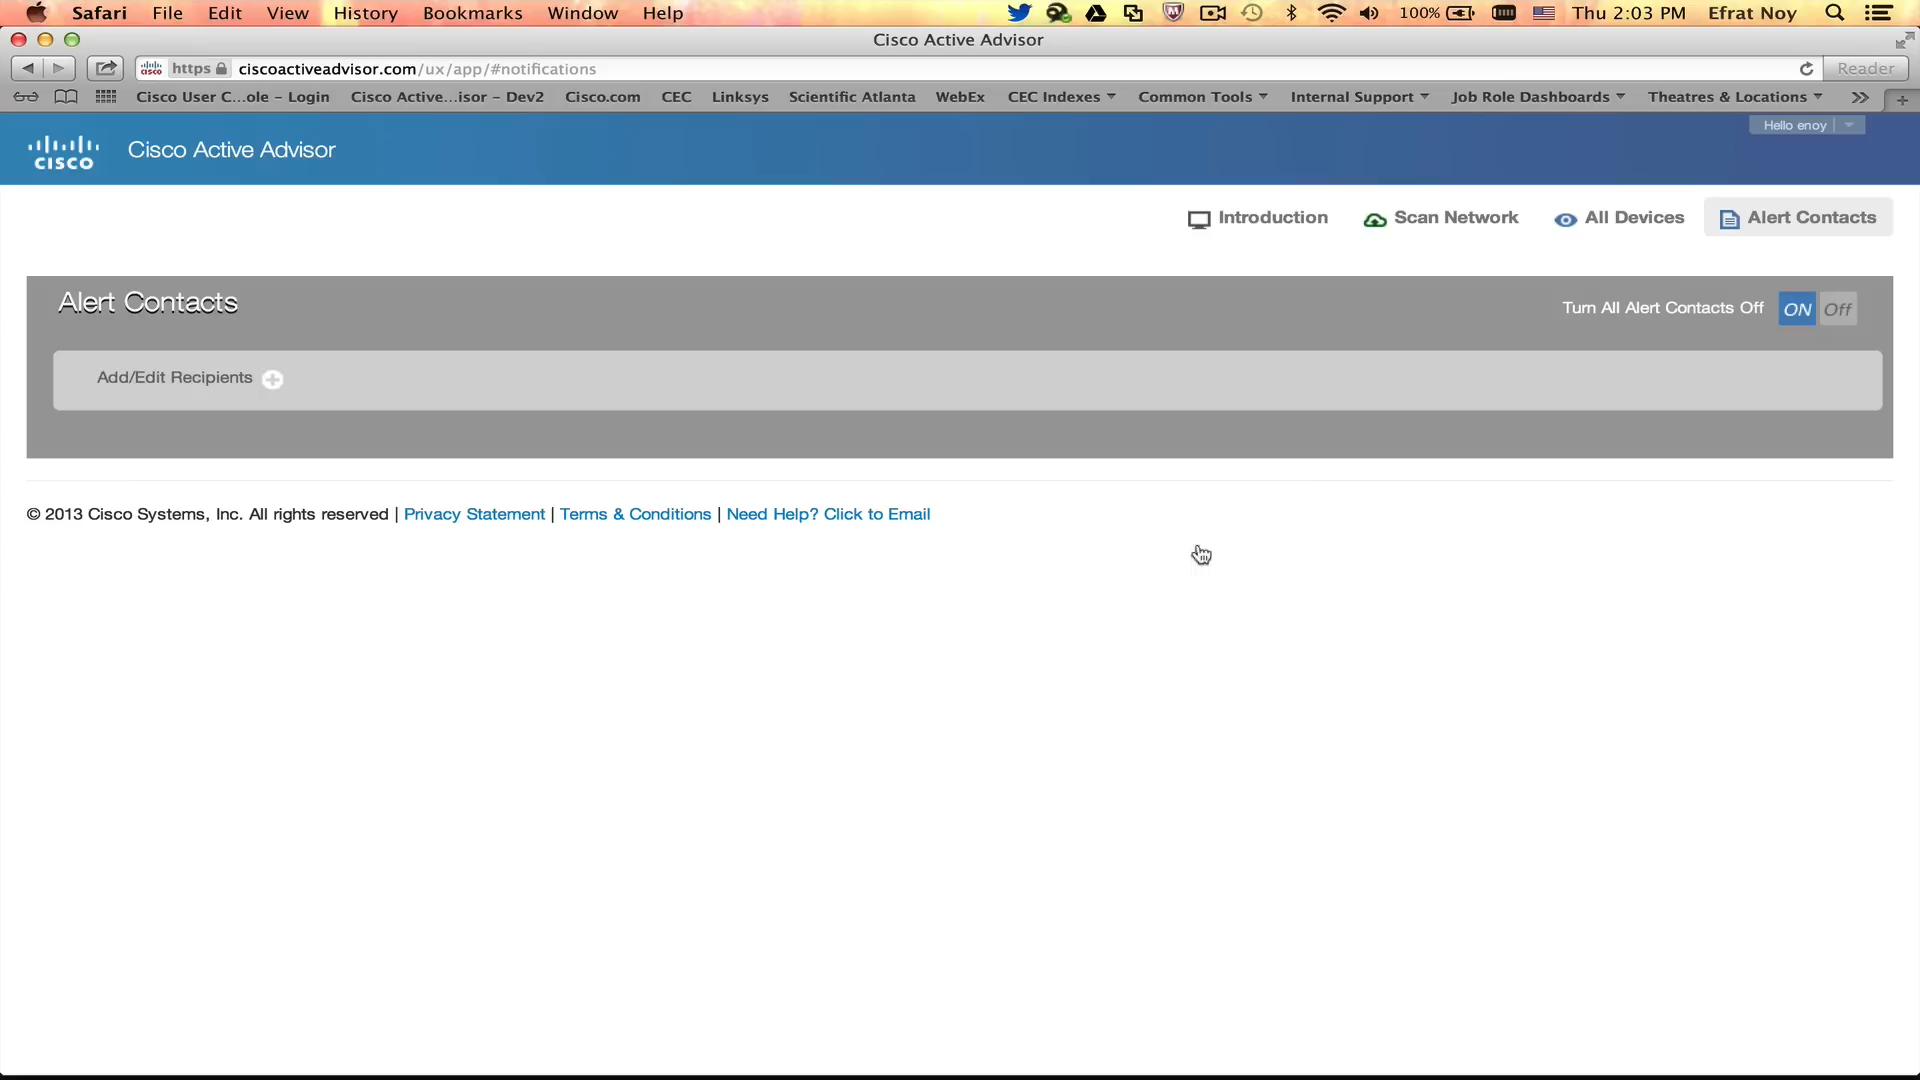 Safari File Edit View History Bookmarks Window Help 100% Thu 2:03 PM Efrat Noy
Cisco Active Advisor
https ciscoactiveadvisor.com/ux/app/#notifications Reader
Cisco User C...ole – Login Cisco Active...isor – Dev2 Cisco.com CEC Linksys Scientific Atlanta WebEx CEC Indexes Common Tools Internal Support Job Role Dashboards Theatres & Locations
Hello enoy
CISCO Cisco Active Advisor
Introduction Scan Network All Devices Alert Contacts
Alert Contacts Turn All Alert Contacts Off ON Off
Add/Edit Recipients
© 2013 Cisco Systems, Inc. All rights reserved | Privacy Statement | Terms & Conditions | Need Help? Click to Email